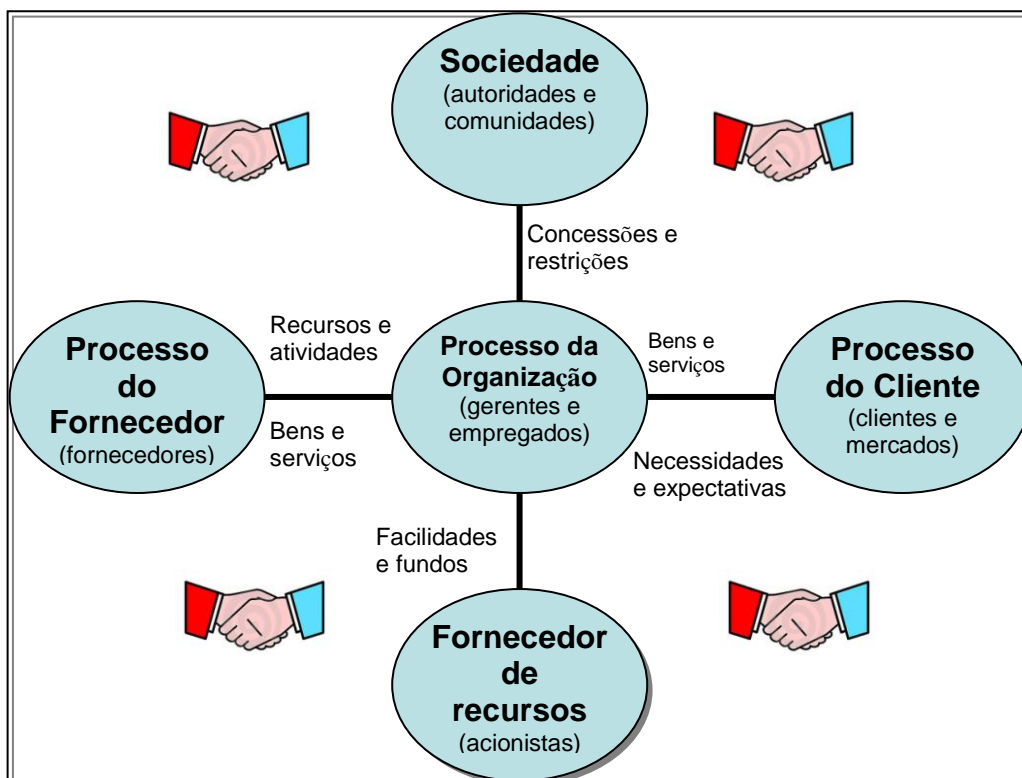 Sociedade
(autoridades e
comunidades)
Concessões e
restrições
Recursos e
atividades
Processo
do
Fornecedor
(fornecedores)
Bens e
serviços
Processo da
Organização
(gerentes e
empregados)
Bens e
serviços
Necessidades
e expectativas
Processo
do Cliente
(clientes e
mercados)
Facilidades
e fundos
Fornecedor
de
recursos
(acionistas)